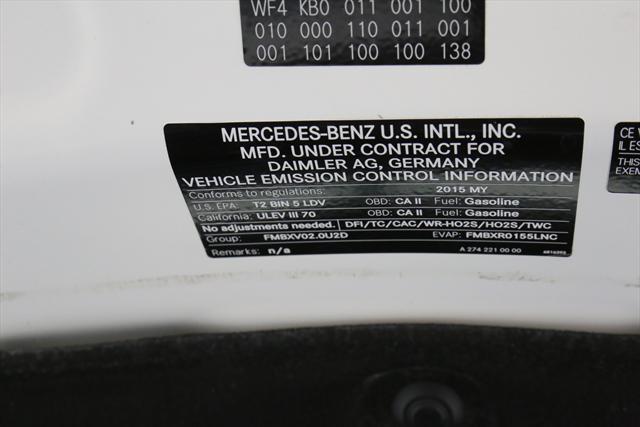 WF4 KB0 011 001 100
010 000 110 011 001
001 101 100 100 138
MERCEDES-BENZ U.S. INTL., INC.
MFD. UNDER CONTRACT FOR
DAIMLER AG, GERMANY
VEHICLE EMISSION CONTROL INFORMATION
Conforms to regulations: 2015 MY
U.S. EPA: T2 BIN 5 LDV OBD: CA II Fuel: Gasoline
California: ULEV III 70 OBD: CA II Fuel: Gasoline
No adjustments needed. DFI/TC/CAC/WR-HO2S/HO2S/TWC
Group: FMBXV02.0U2D EVAP: FMBXR0155LNC
Remarks: n/a A 274 221 00 00
CE
IL ES
THIS
EXEM